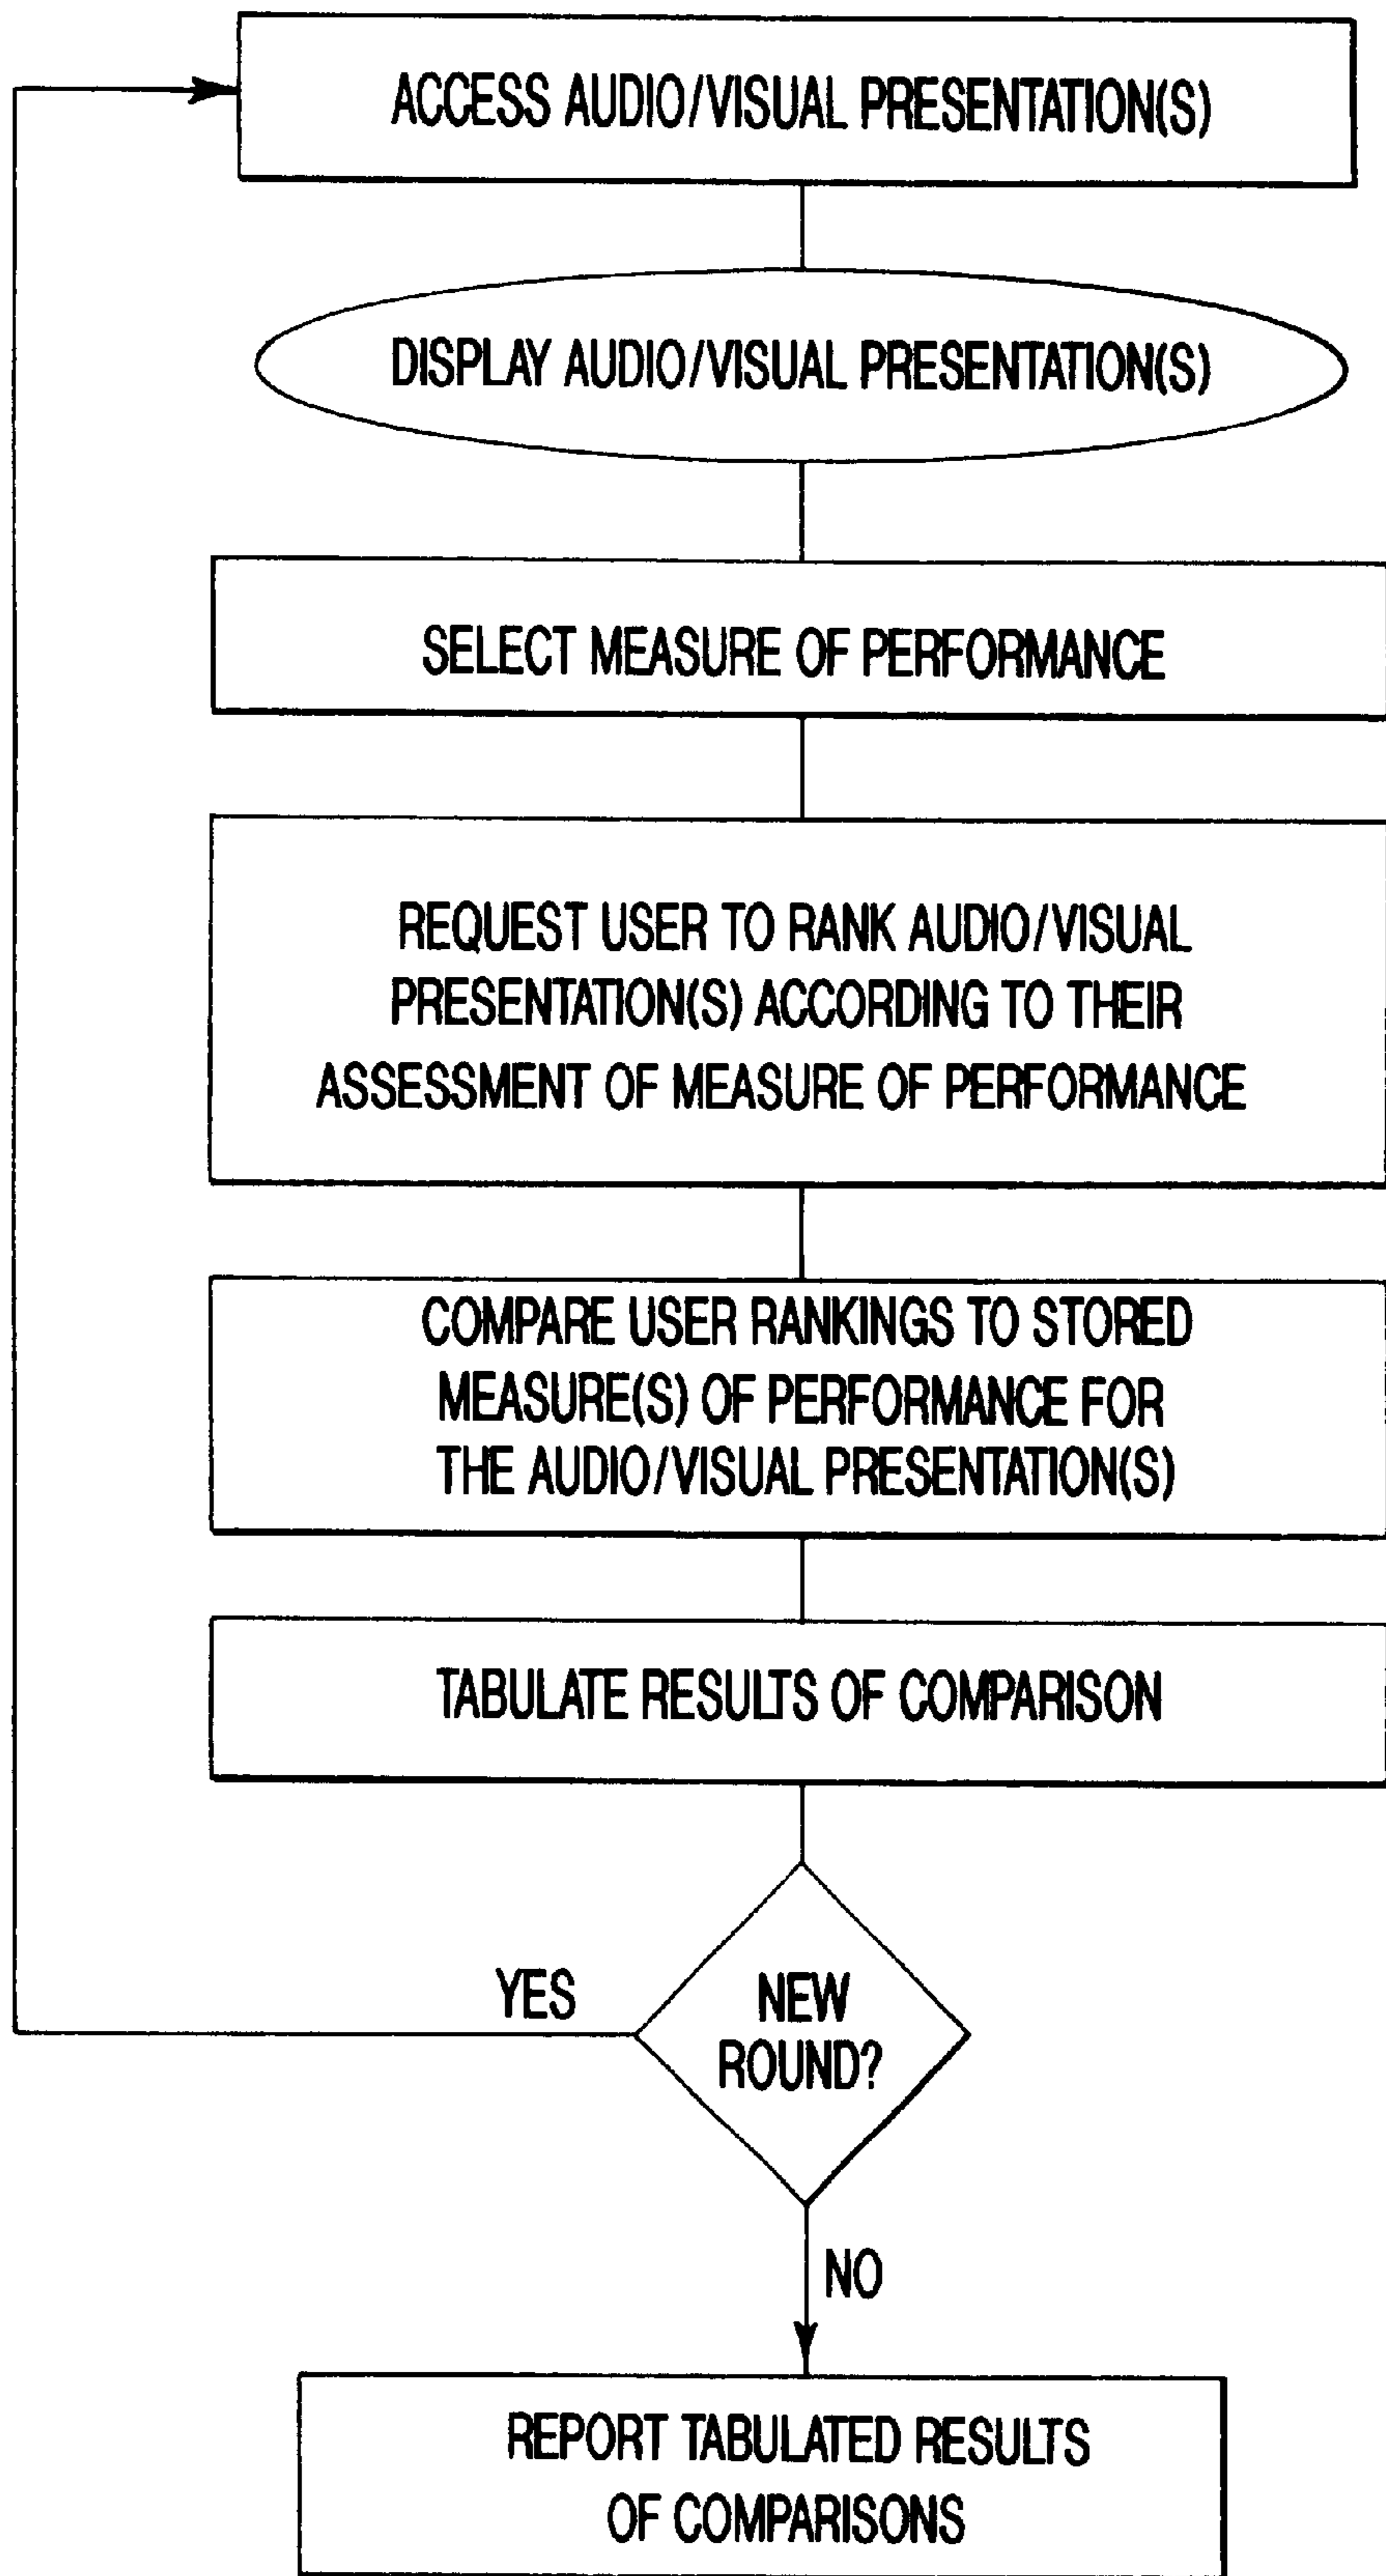 ACCESS AUDIO/VISUAL PRESENTATION(S)
DISPLAY AUDIO/VISUAL PRESENTATION(S)
SELECT MEASURE OF PERFORMANCE
REQUEST USER TO RANK AUDIO/VISUAL
PRESENTATION(S) ACCORDING TO THEIR
ASSESSMENT OF MEASURE OF PERFORMANCE
COMPARE USER RANKINGS TO STORED
MEASURE(S) OF PERFORMANCE FOR
THE AUDIO/VISUAL PRESENTATION(S)
TABULATE RESULTS OF COMPARISON
YES
NEW
ROUND?
NO
REPORT TABULATED RESULTS
OF COMPARISONS